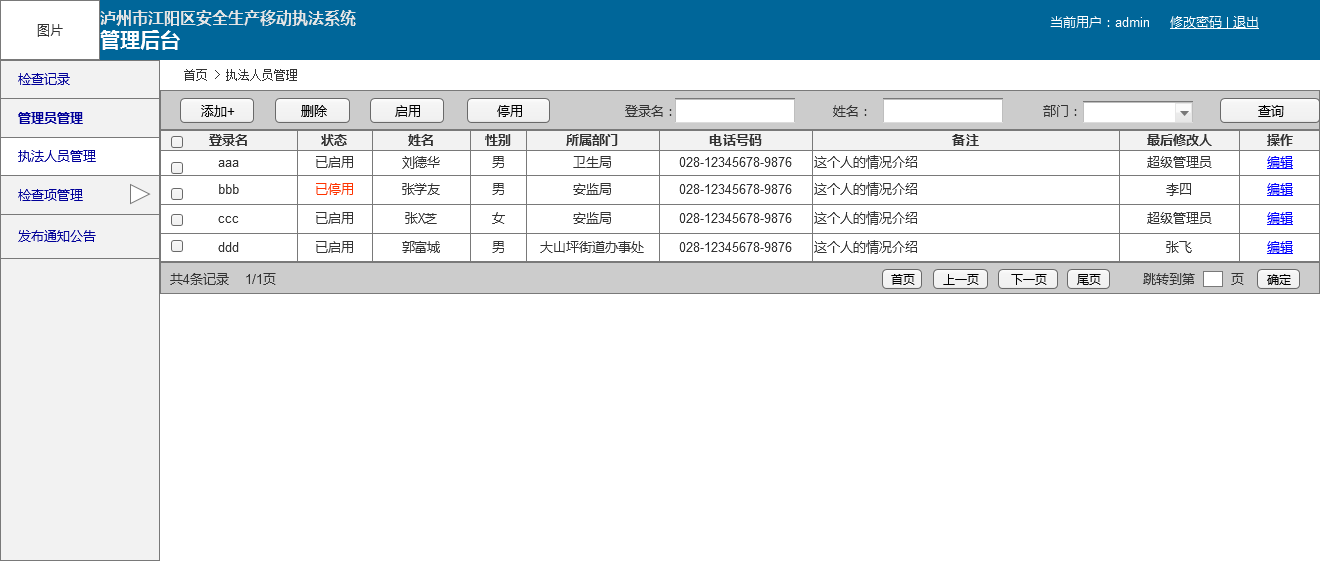 图片
泸州市江阳区安全生产移动执法系统
管理后台
当前用户：admin 修改密码 | 退出
检查记录
管理员管理
执法人员管理
检查项管理
发布通知公告
首页 > 执法人员管理
添加+ 删除 启用 停用 登录名： 姓名： 部门： 查询
登录名 状态 姓名 性别 所属部门 电话号码 备注 最后修改人 操作
aaa 已启用 刘德华 男 卫生局 028-12345678-9876 这个人的情况介绍 超级管理员 编辑
bbb 已停用 张学友 男 安监局 028-12345678-9876 这个人的情况介绍 李四 编辑
ccc 已启用 张X芝 女 安监局 028-12345678-9876 这个人的情况介绍 超级管理员 编辑
ddd 已启用 郭富城 男 大山坪街道办事处 028-12345678-9876 这个人的情况介绍 张飞 编辑
共4条记录 1/1页 首页 上一页 下一页 尾页 跳转到第 页 确定